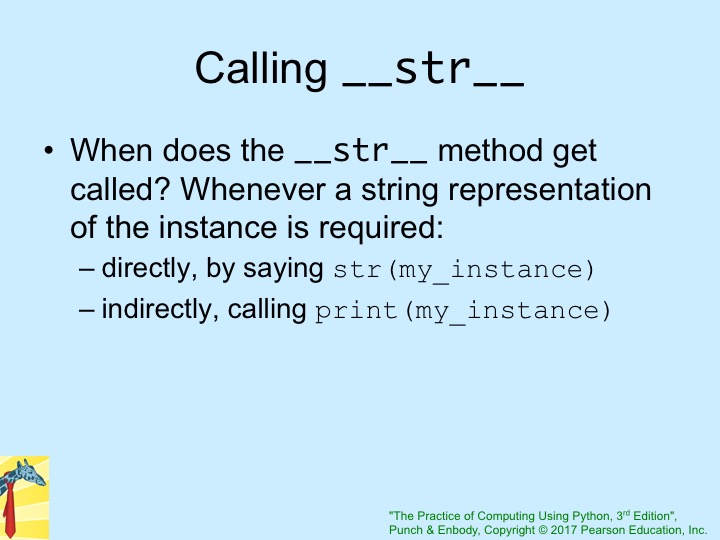 Calling __str__
• When does the __str__ method get
called? Whenever a string representation
of the instance is required:
– directly, by saying str(my_instance)
– indirectly, calling print(my_instance)
"The Practice of Computing Using Python, 3rd Edition",
Punch & Enbody, Copyright © 2017 Pearson Education, Inc.